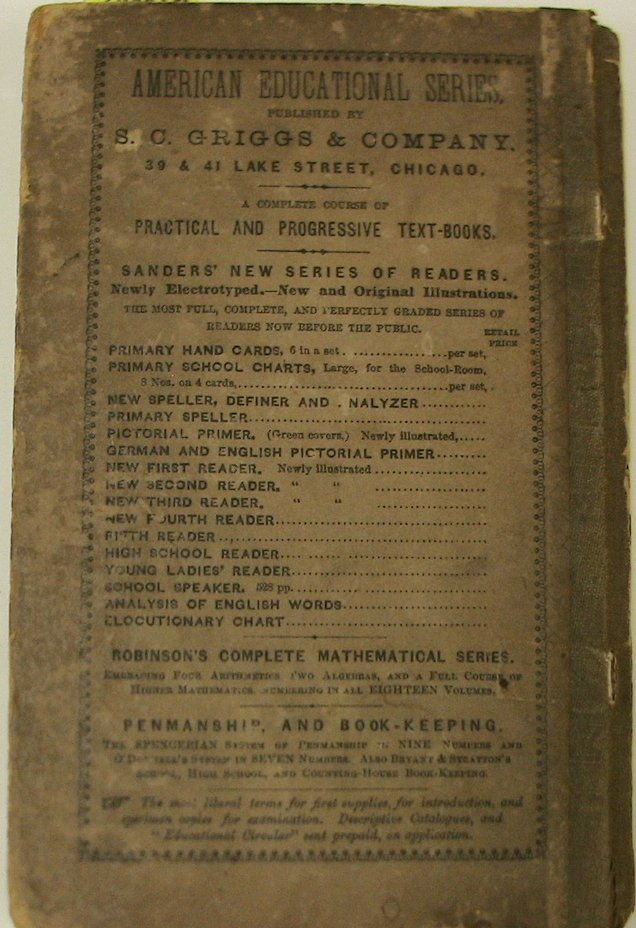 AMERICAN EDUCATIONAL SERIES,
PUBLISHED BY
S. C. GRIGGS & COMPANY.
39 & 41 LAKE STREET, CHICAGO.
A COMPLETE COURSE OF
PRACTICAL AND PROGRESSIVE TEXT-BOOKS.
SANDERS' NEW SERIES OF READERS.
Newly Electrotyped.—New and Original Illustrations.
THE MOST FULL, COMPLETE, AND PERFECTLY GRADED SERIES OF
READERS NOW BEFORE THE PUBLIC.
RETAIL
PRICE
PRIMARY HAND CARDS, 6 in a set. ..................per set,
PRIMARY SCHOOL CHARTS, Large, for the School-Room,
8 Nos. on 4 cards,........................................per set,
NEW SPELLER, DEFINER AND NALYZER............
PRIMARY SPELLER..............................................
PICTORIAL PRIMER. (Green covers.) Newly illustrated,.....
GERMAN AND ENGLISH PICTORIAL PRIMER.........
NEW FIRST READER. Newly illustrated ....................
NEW SECOND READER. " " ....................
NEW THIRD READER. " " ....................
NEW FOURTH READER........................................
FIFTH READER ..................................................
HIGH SCHOOL READER.......................................
YOUNG LADIES' READER.....................................
SCHOOL SPEAKER. 528 pp..................................
ANALYSIS OF ENGLISH WORDS...........................
ELOCUTIONARY CHART.......................................
ROBINSON'S COMPLETE MATHEMATICAL SERIES.
EMBRACING FOUR ARITHMETICS TWO ALGEBRAS, AND A FULL COURSE OF
HIGHER MATHEMATICS, NUMBERING IN ALL EIGHTEEN VOLUMES.
PENMANSHIP, AND BOOK-KEEPING.
THE SPENCERIAN SYSTEM OF PENMANSHIP IN NINE NUMBERS AND
SYSTEM IN SEVEN NUMBERS. ALSO BRYANT & STRATTON'S
SCHOOL, HIGH SCHOOL, AND COUNTING-HOUSE BOOK-KEEPING.
☞ The most liberal terms for first supplies, for introduction, and
specimen copies for examination. Descriptive Catalogues, and
"Educational Circular" sent prepaid, on application.